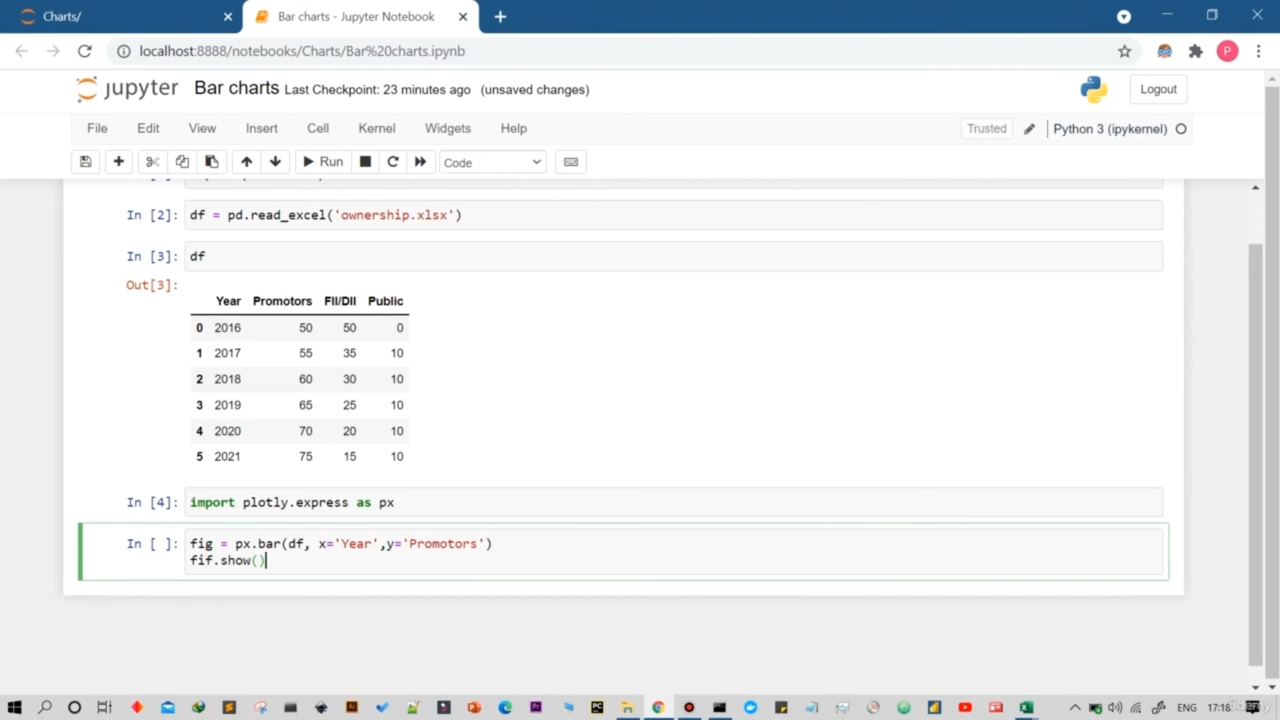 Charts/
Bar charts - Jupyter Notebook
localhost:8888/notebooks/Charts/Bar%20charts.ipynb
P
jupyter Bar charts Last Checkpoint: 23 minutes ago (unsaved changes)
Logout
File Edit View Insert Cell Kernel Widgets Help
Trusted Python 3 (ipykernel)
Run Code
In [2]: df = pd.read_excel('ownership.xlsx')
In [3]: df
Out[3]:
Year Promotors FII/DII Public
0 2016 50 50 0
1 2017 55 35 10
2 2018 60 30 10
3 2019 65 25 10
4 2020 70 20 10
5 2021 75 15 10
In [4]: import plotly.express as px
In [ ]: fig = px.bar(df, x='Year',y='Promotors')
fif.show()
ENG 17:18